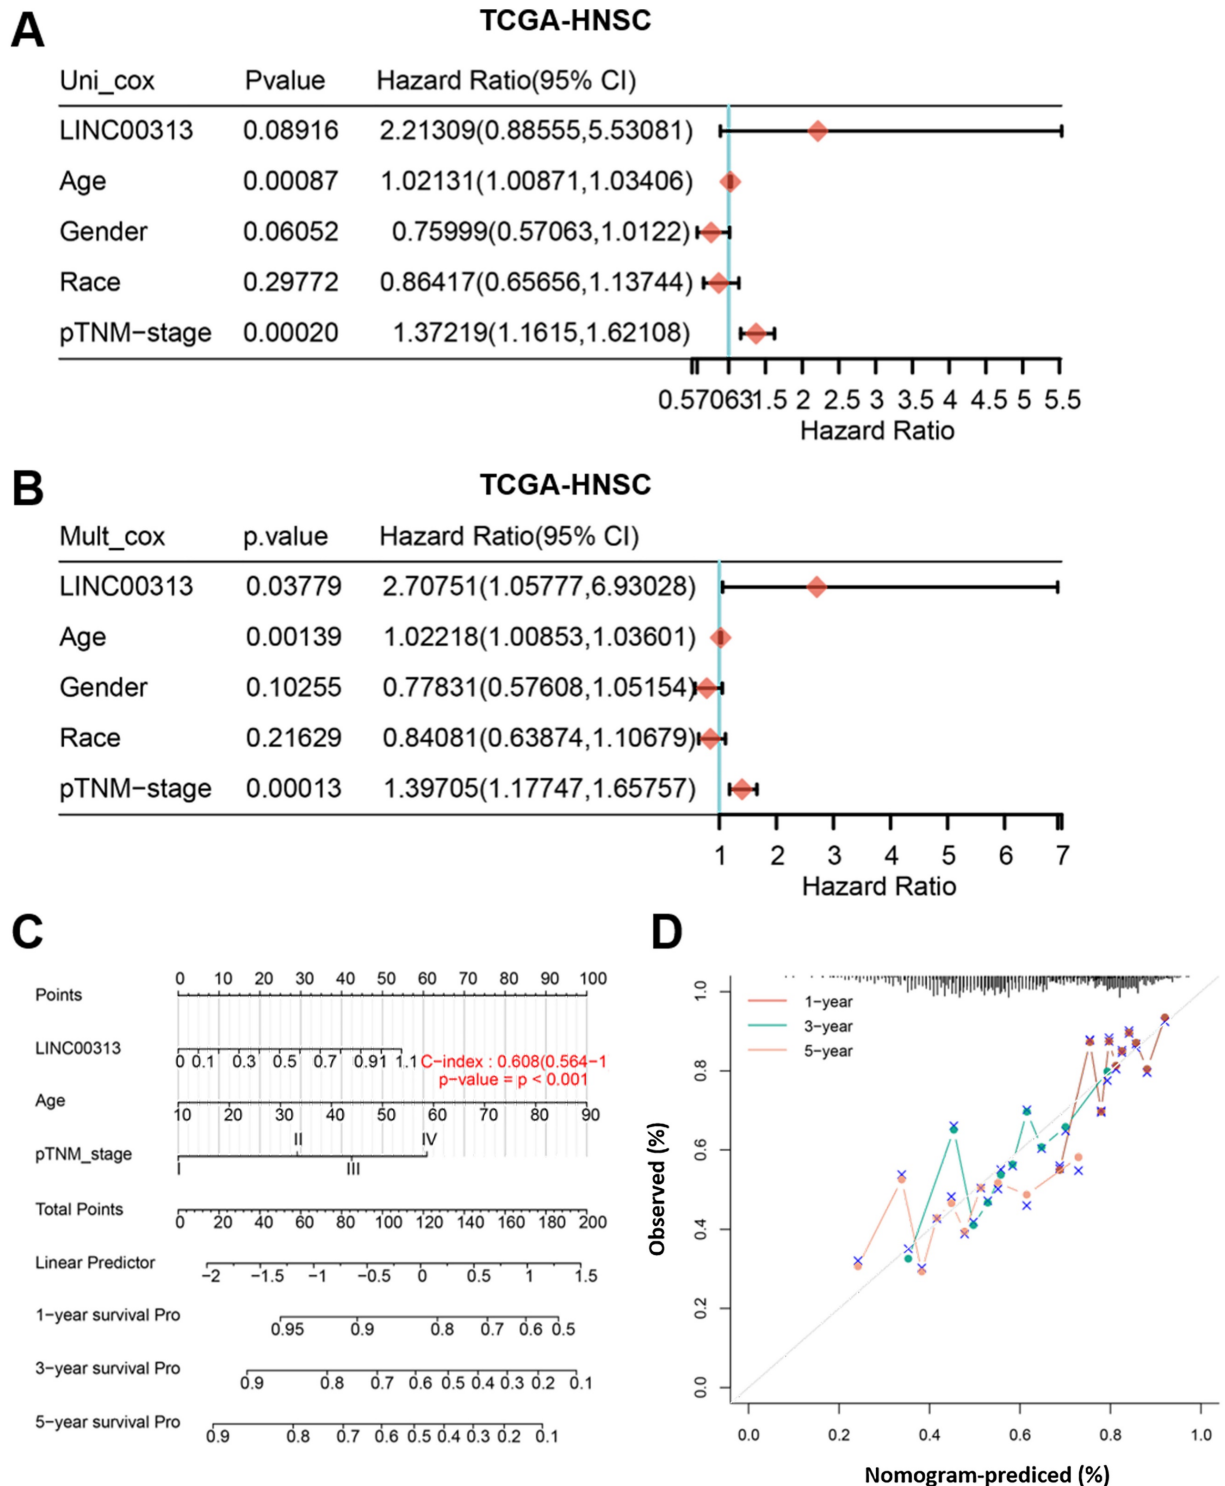 A
TCGA-HNSC
Uni_cox Pvalue Hazard Ratio(95% CI)
LINC00313 0.08916 2.21309(0.88555,5.53081)
Age 0.00087 1.02131(1.00871,1.03406)
Gender 0.06052 0.75999(0.57063,1.0122)
Race 0.29772 0.86417(0.65656,1.13744)
pTNM−stage 0.00020 1.37219(1.1615,1.62108)
0.570631.5 2 2.5 3 3.5 4 4.5 5 5.5
Hazard Ratio
B
TCGA-HNSC
Mult_cox p.value Hazard Ratio(95% CI)
LINC00313 0.03779 2.70751(1.05777,6.93028)
Age 0.00139 1.02218(1.00853,1.03601)
Gender 0.10255 0.77831(0.57608,1.05154)
Race 0.21629 0.84081(0.63874,1.10679)
pTNM−stage 0.00013 1.39705(1.17747,1.65757)
1 2 3 4 5 6 7
Hazard Ratio
C
0 10 20 30 40 50 60 70 80 90 100
Points
LINC00313
0 0.1 0.3 0.5 0.7 0.91 1.1
C−index : 0.608(0.564−1
p−value = p < 0.001
Age
10 20 30 40 50 60 70 80 90
II IV
pTNM_stage
I III
Total Points
0 20 40 60 80 100 120 140 160 180 200
Linear Predictor
−2 −1.5 −1 −0.5 0 0.5 1 1.5
1−year survival Pro
0.95 0.9 0.8 0.7 0.6 0.5
3−year survival Pro
0.9 0.8 0.7 0.6 0.5 0.4 0.3 0.2 0.1
5−year survival Pro
0.9 0.8 0.7 0.6 0.5 0.4 0.3 0.2 0.1
D
1−year
3−year
5−year
Observed (%)
1.0
0.8
0.6
0.4
0.2
0.0
0.0 0.2 0.4 0.6 0.8 1.0
Nomogram-prediced (%)